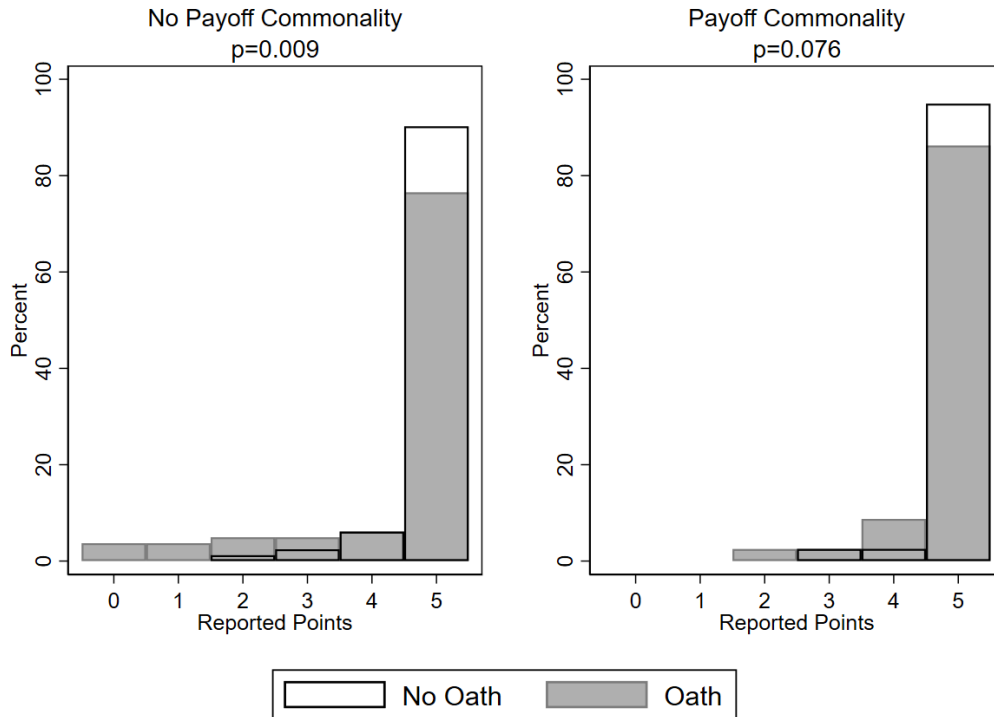 No Payoff Commonality
p=0.009
100
80
60
40
20
0
Percent
0 1 2 3 4 5
Reported Points
Payoff Commonality
p=0.076
100
80
60
40
20
0
Percent
0 1 2 3 4 5
Reported Points
No Oath Oath